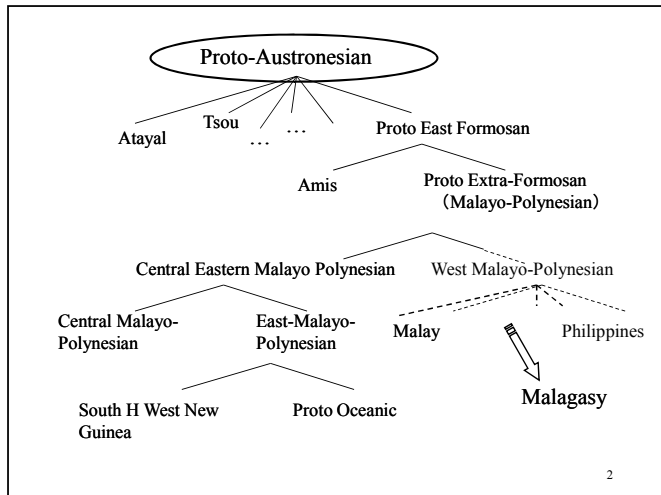 Proto-Austronesian
Atayal
Tsou
…
…
Proto East Formosan
Amis
Proto Extra-Formosan
(Malayo-Polynesian)
Central Eastern Malayo Polynesian
West Malayo-Polynesian
Central Malayo-
Polynesian
East-Malayo-
Polynesian
Malay
Philippines
Malagasy
South H West New
Guinea
Proto Oceanic
2